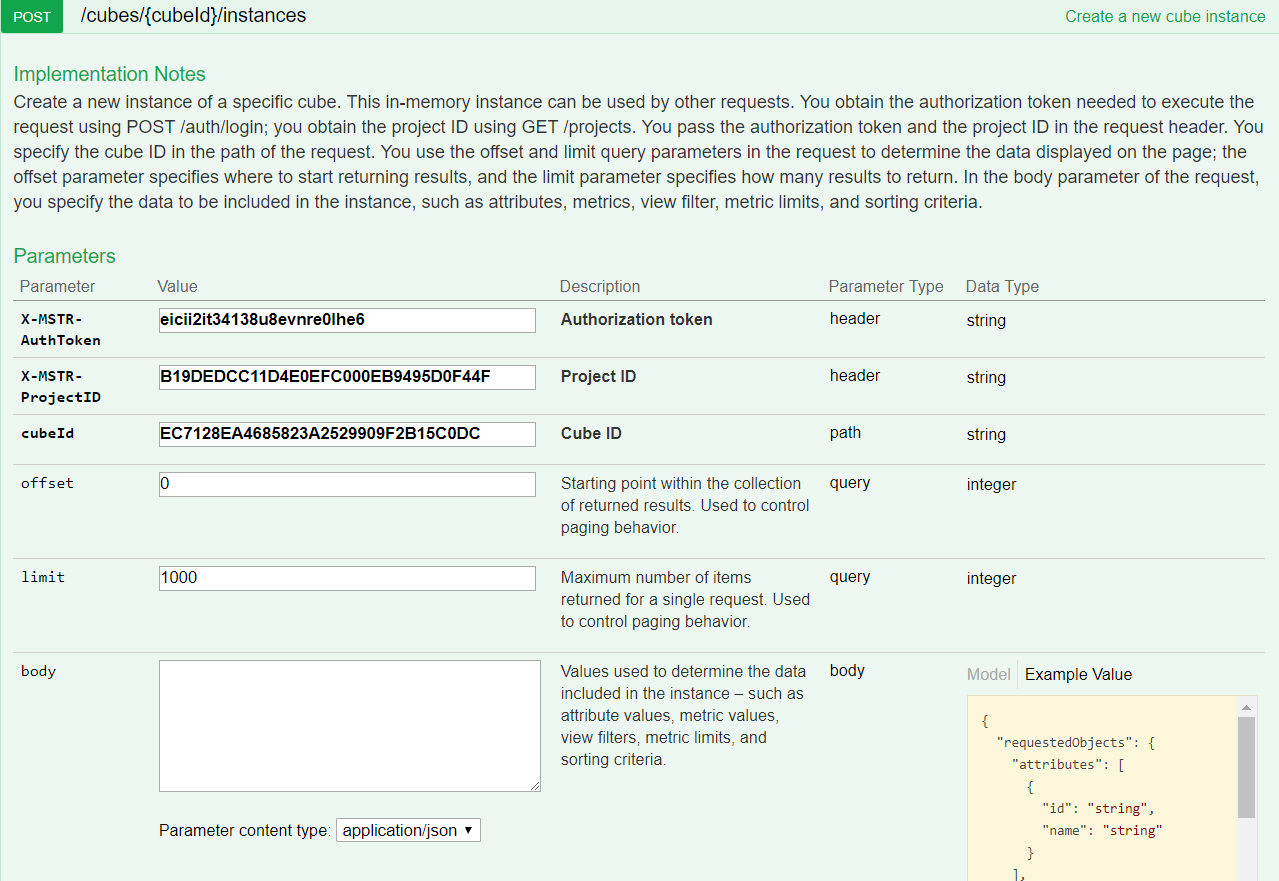 POST /cubes/{cubeId}/instances Create a new cube instance
Implementation Notes
Create a new instance of a specific cube. This in-memory instance can be used by other requests. You obtain the authorization token needed to execute the
request using POST /auth/login; you obtain the project ID using GET /projects. You pass the authorization token and the project ID in the request header. You
specify the cube ID in the path of the request. You use the offset and limit query parameters in the request to determine the data displayed on the page; the
offset parameter specifies where to start returning results, and the limit parameter specifies how many results to return. In the body parameter of the request,
you specify the data to be included in the instance, such as attributes, metrics, view filter, metric limits, and sorting criteria.
Parameters
Parameter Value Description Parameter Type Data Type
X-MSTR-
AuthToken
eicii2it34138u8evnre0lhe6
Authorization token
header
string
X-MSTR-
ProjectID
B19DEDCC11D4E0EFC000EB9495D0F44F
Project ID
header
string
cubeId
EC7128EA4685823A2529909F2B15C0DC
Cube ID
path
string
offset
0
Starting point within the collection
of returned results. Used to control
paging behavior.
query
integer
limit
1000
Maximum number of items
returned for a single request. Used
to control paging behavior.
query
integer
body
Parameter content type: application/json
Values used to determine the data
included in the instance – such as
attribute values, metric values,
view filters, metric limits, and
sorting criteria.
body
Model Example Value
{
"requestedObjects": {
"attributes": [
{
"id": "string",
"name": "string"
}
],